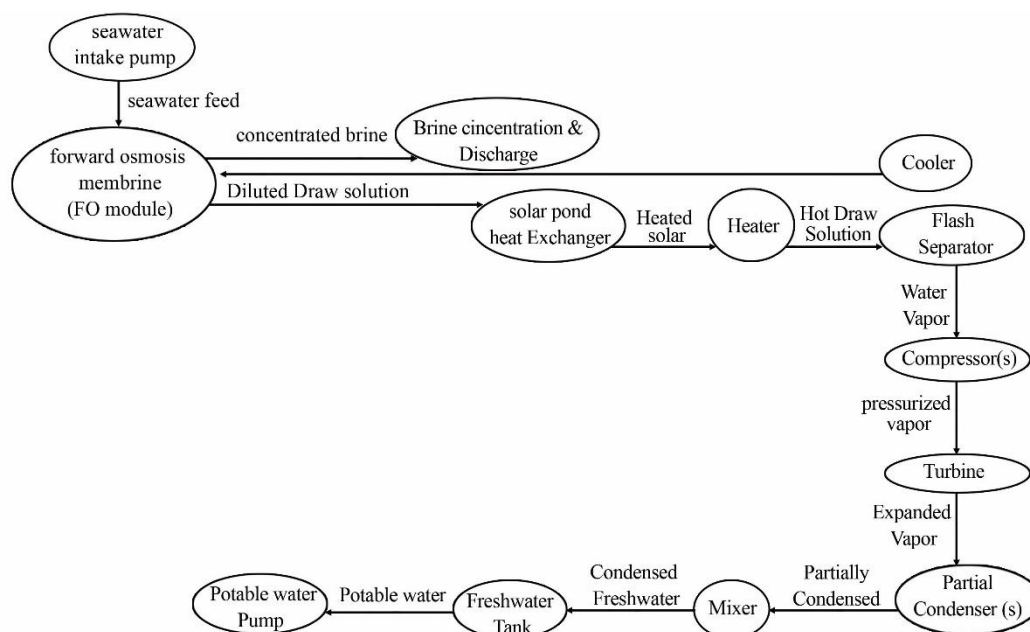 seawater
intake pump
seawater feed
forward osmosis
membrine
(FO module)
concentrated brine
Brine cincentration &
Discharge
Cooler
Diluted Draw solution
solar pond
heat Exchanger
Heated
solar
Heater
Hot Draw
Solution
Flash
Separator
Water
Vapor
Compressor(s)
pressurized
vapor
Turbine
Expanded
Vapor
Partial
Condenser (s)
Partially
Condensed
Mixer
Condensed
Freshwater
Freshwater
Tank
Potable water
Potable water
Pump